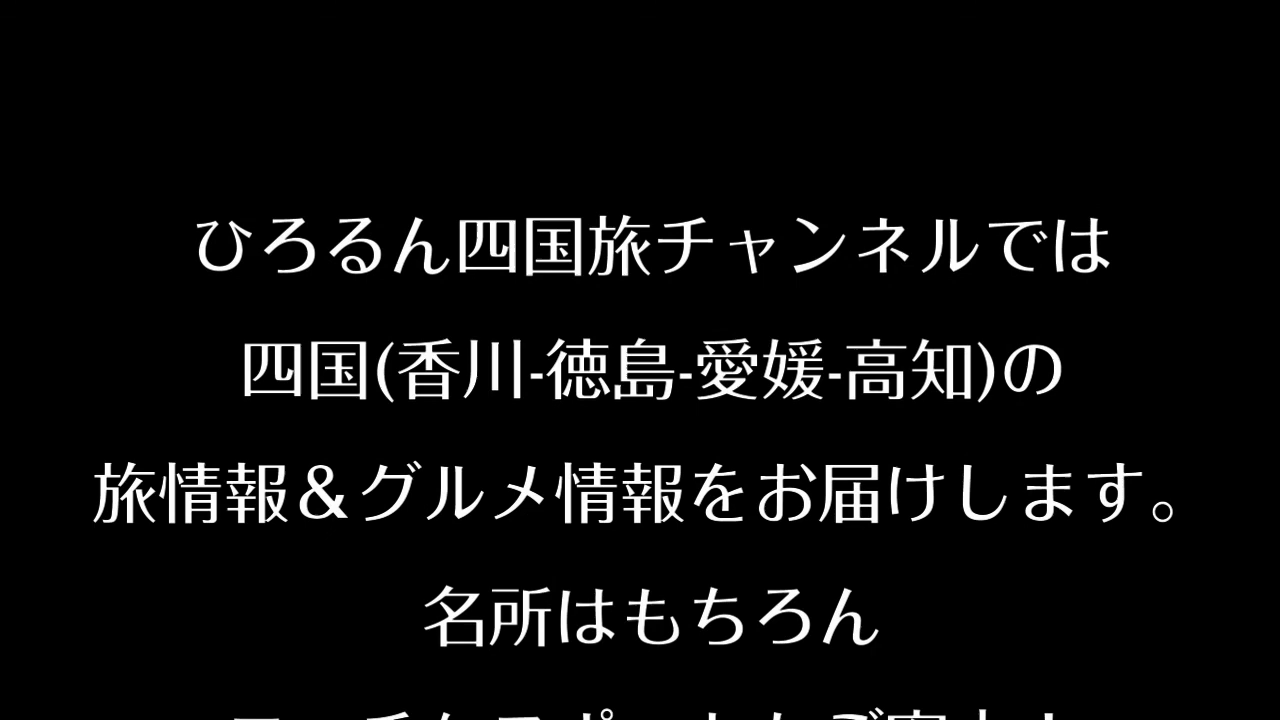 ひろるん四国旅チャンネルでは
四国(香川-徳島-愛媛-高知)の
旅情報＆グルメ情報をお届けします。
名所はもちろん